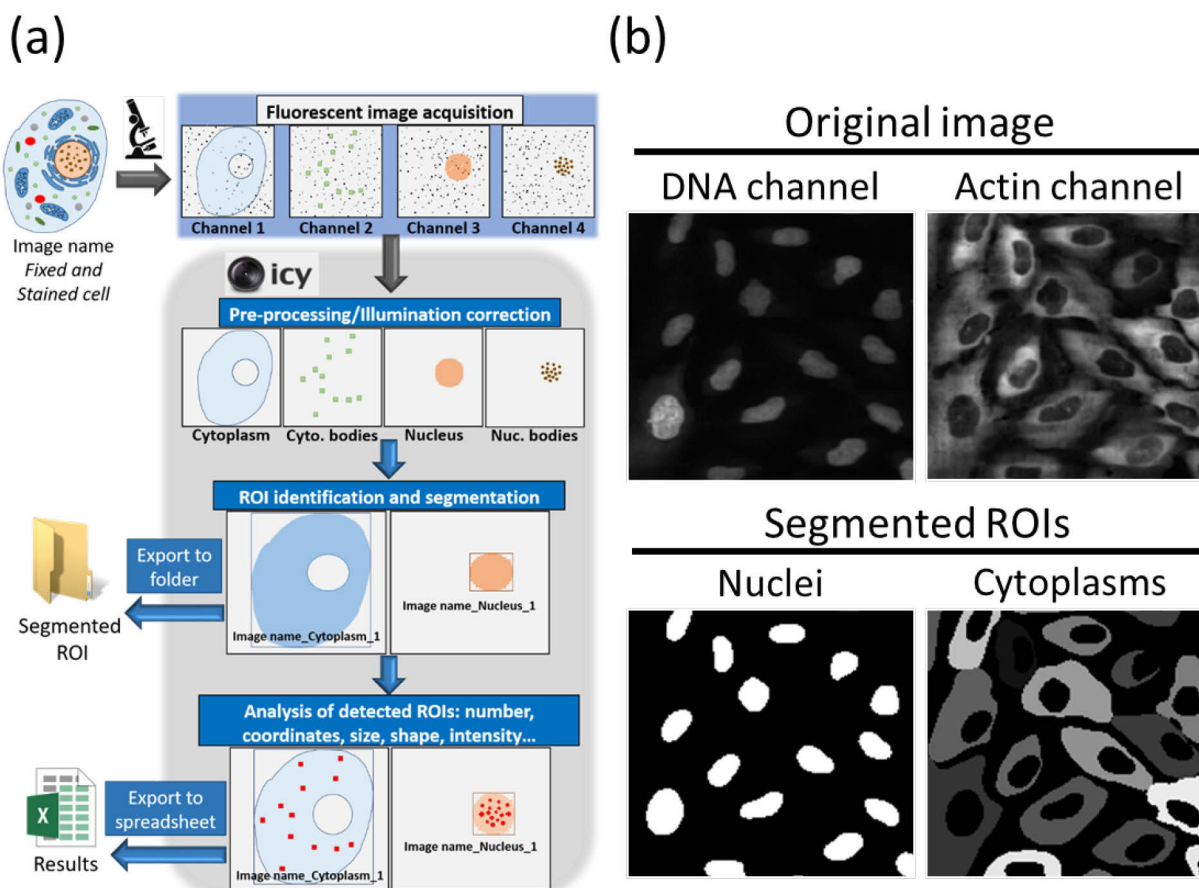 (a)
Fluorescent image acquisition
Channel 1
Channel 2
Channel 3
Channel 4
Image name
Fixed and
Stained cell
icy
Pre-processing/Illumination correction
Cytoplasm
Cyto. bodies
Nucleus
Nuc. bodies
ROI identification and segmentation
Export to
folder
Segmented
ROI
Image name_Cytoplasm_1
Image name_Nucleus_1
Analysis of detected ROIs: number,
coordinates, size, shape, intensity...
X
Export to
spreadsheet
Results
Image name_Cytoplasm_1
Image name_Nucleus_1
(b)
Original image
DNA channel
Actin channel
Segmented ROIs
Nuclei
Cytoplasms